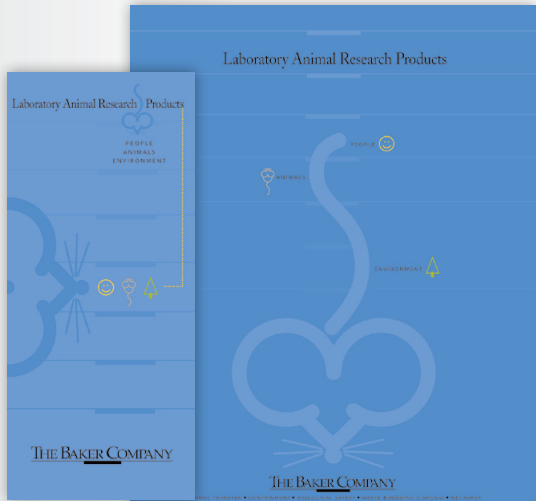 Laboratory Animal Research Products
PEOPLE
ANIMALS
ENVIRONMENT
THE BAKER COMPANY
Laboratory Animal Research Products
PEOPLE
ANIMALS
ENVIRONMENT
THE BAKER COMPANY